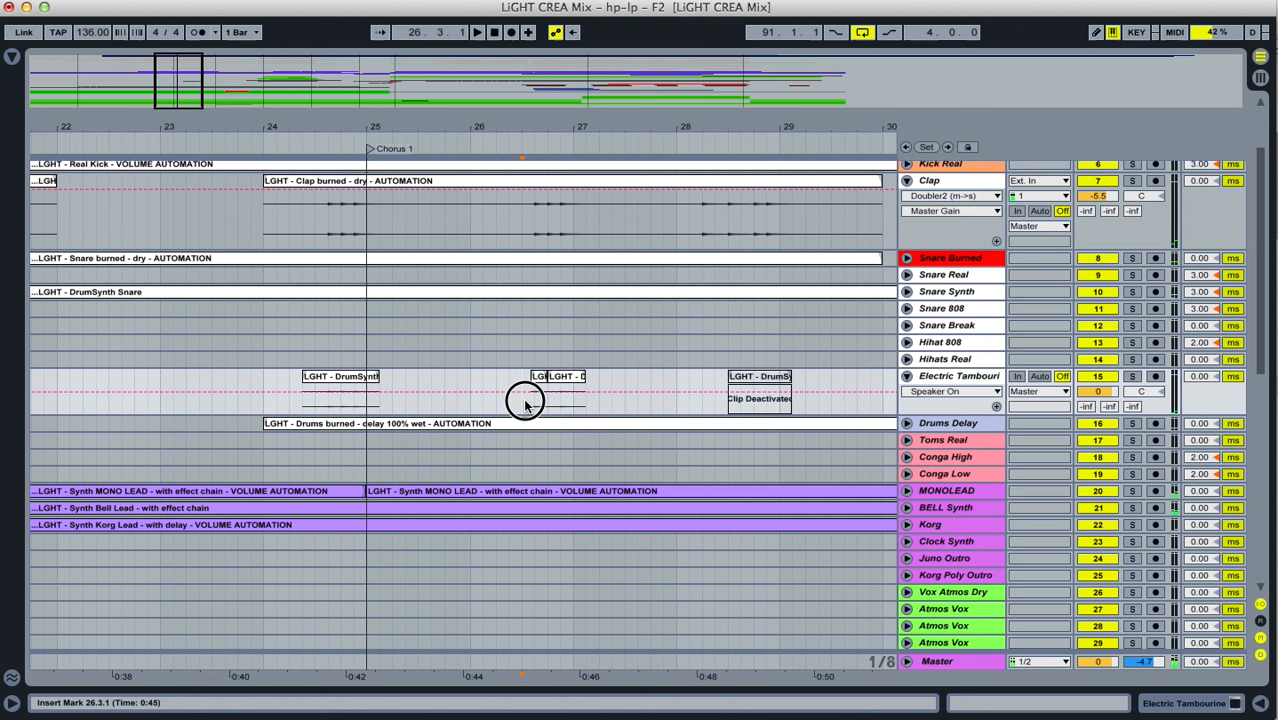 LiGHT CREA Mix - hp-lp - F2 [LiGHT CREA Mix]
Link TAP 136.00 4 / 4 1 Bar 26. 3. 1 91. 1. 1 4. 0. 0 KEY MIDI 42 % D
22 23 24 25 26 27 28 29 30
Chorus 1 Set
...LGHT - Real Kick - VOLUME AUTOMATION Kick Real 6 3.00 ms
...LGH LGHT - Clap burned - dry - AUTOMATION Clap Ext. In 7 S 0.00 ms
Doubler2 (m->s) 1 -5.5 C
Master Gain In Auto Off -inf -inf -inf
Master
...LGHT - Snare burned - dry - AUTOMATION Snare Burned 8 S 0.00 ms
Snare Real 9 S 3.00 ms
...LGHT - DrumSynth Snare Snare Synth 10 S 3.00 ms
Snare 808 11 S 3.00 ms
Snare Break 12 S 0.00 ms
Hihat 808 13 S 2.00 ms
Hihats Real 14 S 0.00 ms
LGHT - DrumSynth LGH LGHT - D LGHT - DrumSy Electric Tambouri In Auto Off 15 S 0.00 ms
Clip Deactivated Speaker On Master 0 C
-inf -inf
LGHT - Drums burned - delay 100% wet - AUTOMATION Drums Delay 16 S 0.00 ms
Toms Real 17 S 0.00 ms
Conga High 18 S 2.00 ms
Conga Low 19 S 2.00 ms
...LGHT - Synth MONO LEAD - with effect chain - VOLUME AUTOMATION LGHT - Synth MONO LEAD - with effect chain - VOLUME AUTOMATION MONOLEAD 20 S 0.00 ms
...LGHT - Synth Bell Lead - with effect chain BELL Synth 21 S 0.00 ms
...LGHT - Synth Korg Lead - with delay - VOLUME AUTOMATION Korg 22 S 0.00 ms
Clock Synth 23 S 0.00 ms
Juno Outro 24 S 0.00 ms
Korg Poly Outro 25 S 0.00 ms
Vox Atmos Dry 26 S 0.00 ms
Atmos Vox 27 S 0.00 ms
Atmos Vox 28 S 0.00 ms
Atmos Vox 29 S 0.00 ms
1/8 Master 1/2 0 -4.7 0.00 ms
0:38 0:40 0:42 0:44 0:46 0:48 0:50
Insert Mark 26.3.1 (Time: 0:45) Electric Tambourine